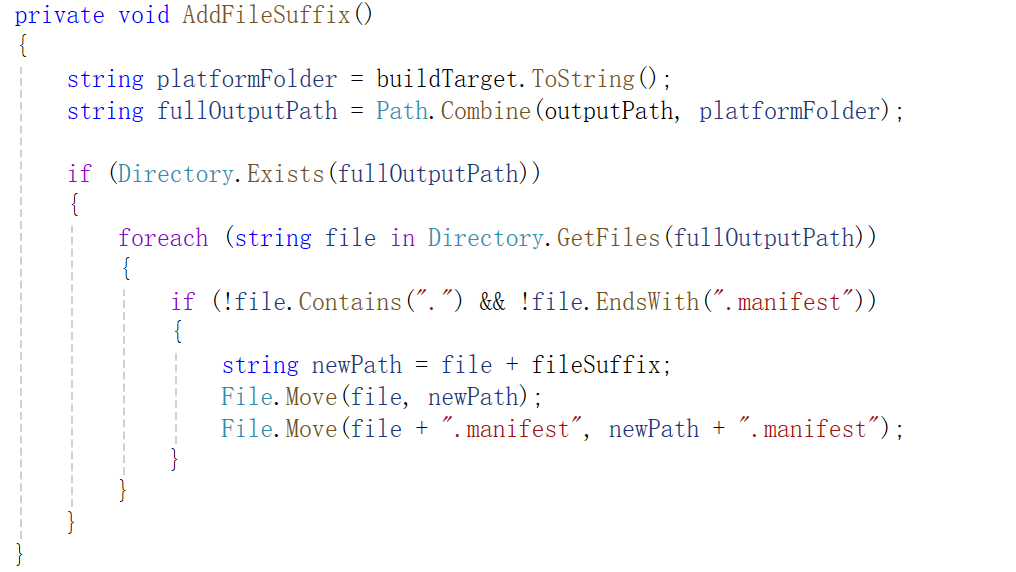 private void AddFileSuffix()
{
    string platformFolder = buildTarget.ToString();
    string fullOutputPath = Path.Combine(outputPath, platformFolder);

    if (Directory.Exists(fullOutputPath))
    {
        foreach (string file in Directory.GetFiles(fullOutputPath))
        {
            if (!file.Contains(".") && !file.EndsWith(".manifest"))
            {
                string newPath = file + fileSuffix;
                File.Move(file, newPath);
                File.Move(file + ".manifest", newPath + ".manifest");
            }
        }
    }
}